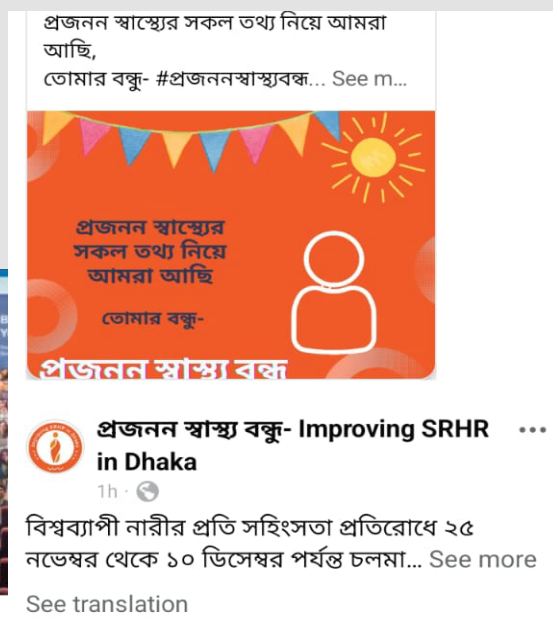 প্রজনন স্বাস্থ্যের সকল তথ্য নিয়ে আমরা
আছি,
তোমার বন্ধু- #প্রজননস্বাস্থ্যবন্ধ... See m...
প্রজনন স্বাস্থ্যের
সকল তথ্য নিয়ে
আমরা আছি
তোমার বন্ধু-
প্রজনন স্বাস্থ্য বন্ধু
প্রজনন স্বাস্থ্য বন্ধু- Improving SRHR
in Dhaka
1h
বিশ্বব্যাপী নারীর প্রতি সহিংসতা প্রতিরোধে ২৫
নভেম্বর থেকে ১০ ডিসেম্বর পর্যন্ত চলমা... See more
See translation